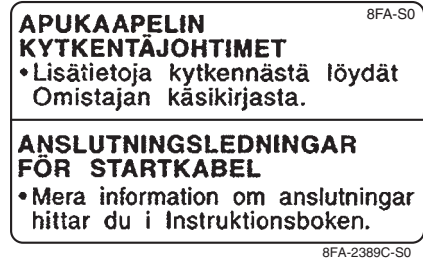 8FA-S0
APUKAAPELIN
KYTKENTÄJOHTIMET
•Lisätietoja kytkennästä löydät
Omistajan käsikirjasta.
ANSLUTNINGSLEDNINGAR
FÖR STARTKABEL
•Mera information om anslutningar
hittar du i Instruktionsboken.
8FA-2389C-S0